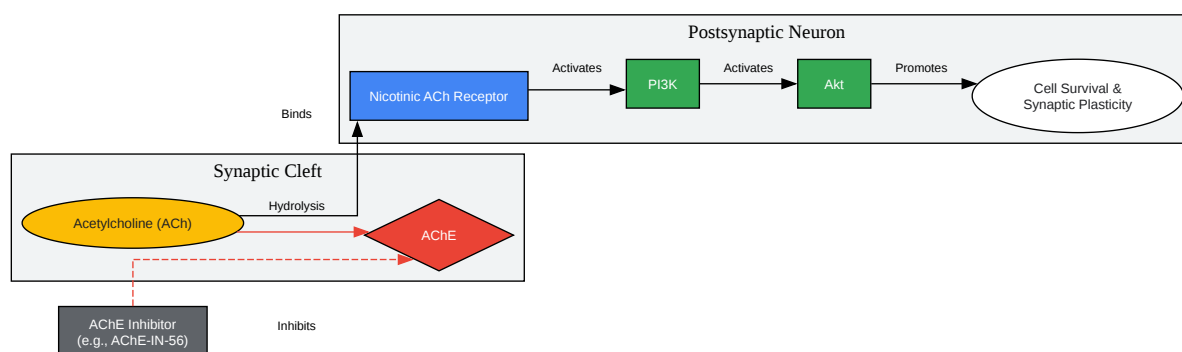 Postsynaptic Neuron
Activates
Activates
Promotes
Nicotinic ACh Receptor
PI3K
Akt
Cell Survival &
Synaptic Plasticity
Binds
Synaptic Cleft
Hydrolysis
Acetylcholine (ACh)
AChE
AChE Inhibitor
(e.g., AChE-IN-56)
Inhibits